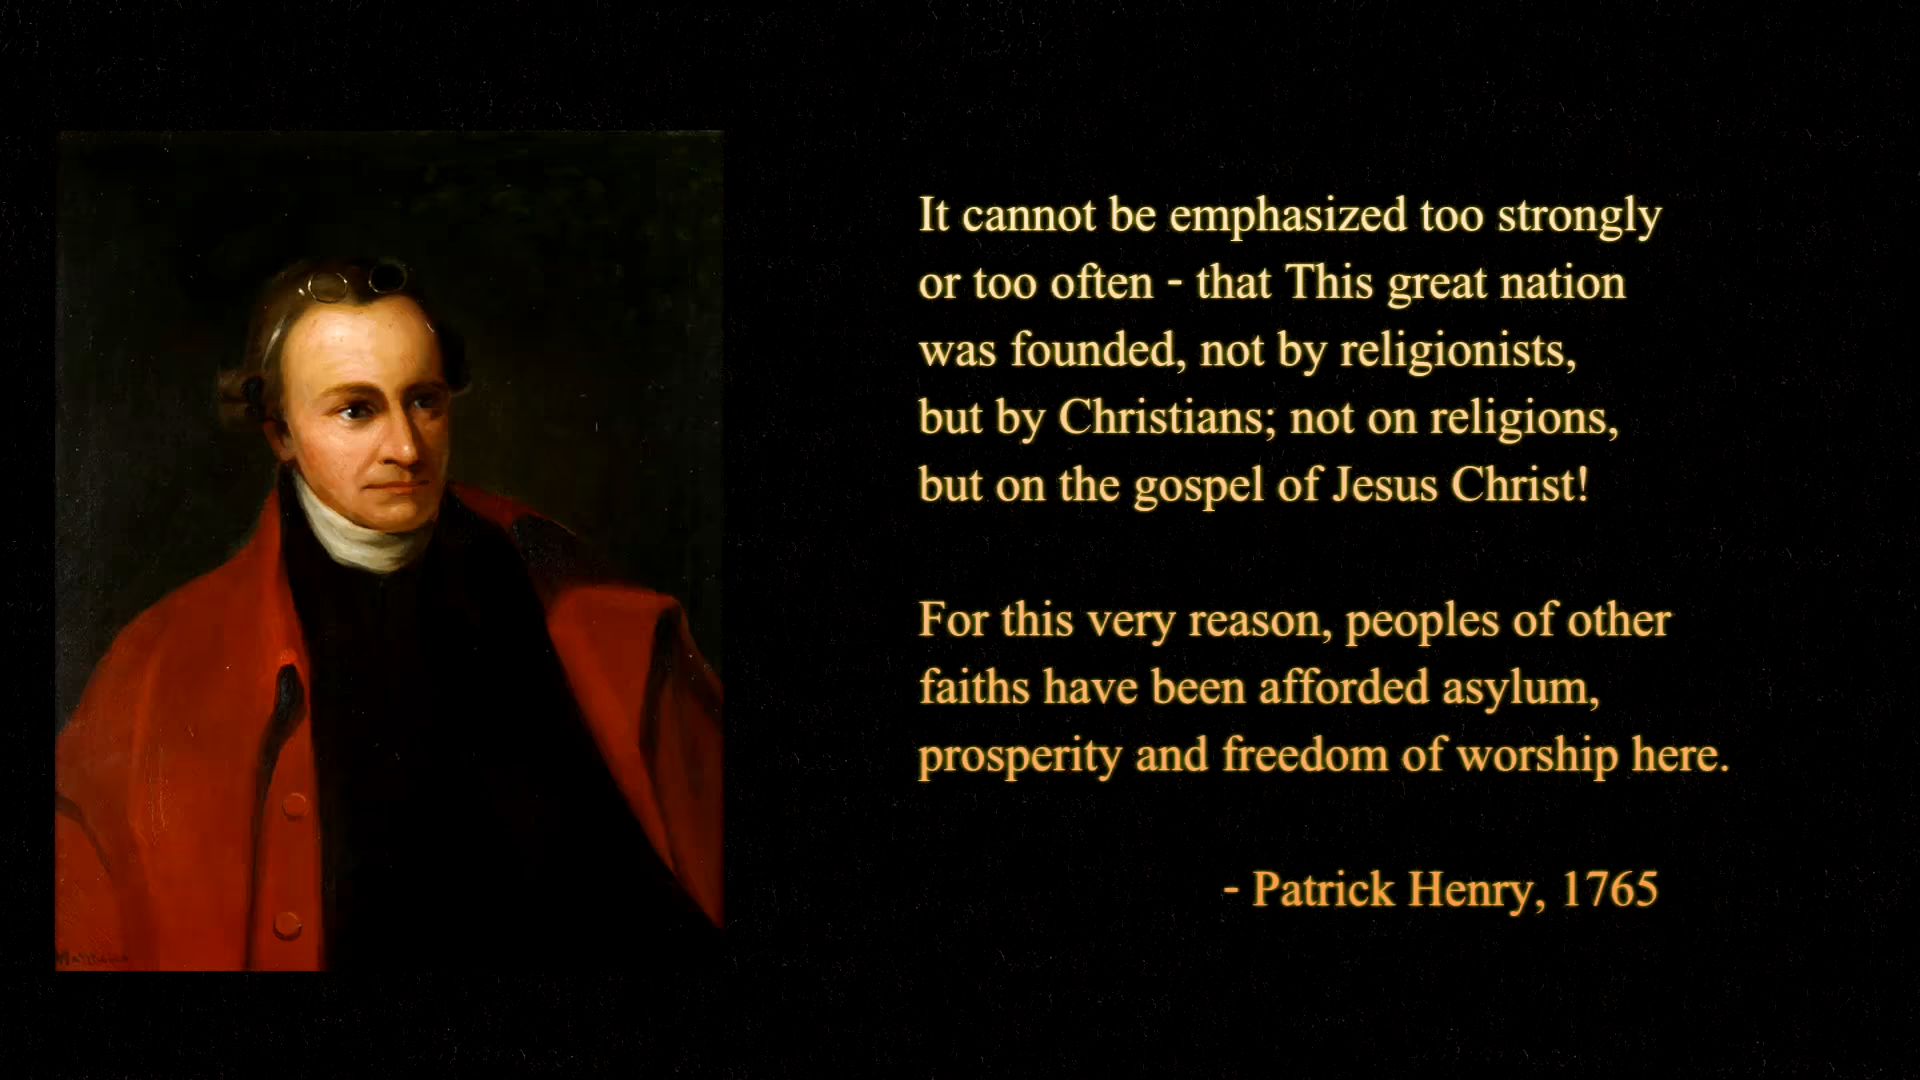 It cannot be emphasized too strongly
or too often - that This great nation
was founded, not by religionists,
but by Christians; not on religions,
but on the gospel of Jesus Christ!
For this very reason, peoples of other
faiths have been afforded asylum,
prosperity and freedom of worship here.
- Patrick Henry, 1765